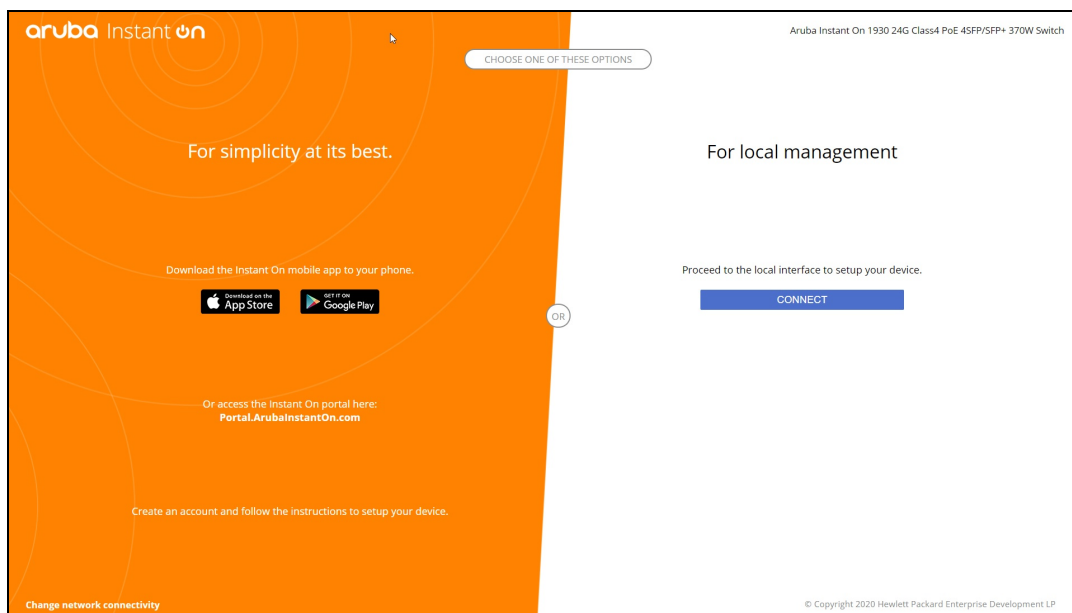 aruba Instant On
Aruba Instant On 1930 24G Class4 PoE 4SFP/SFP+ 370W Switch
CHOOSE ONE OF THESE OPTIONS
For simplicity at its best.
For local management
Download the Instant On mobile app to your phone.
Download on the
App Store
GET IT ON
Google Play
Proceed to the local interface to setup your device.
CONNECT
OR
Or access the Instant On portal here:
Portal.ArubaInstantOn.com
Create an account and follow the instructions to setup your device.
Change network connectivity
© Copyright 2020 Hewlett Packard Enterprise Development LP